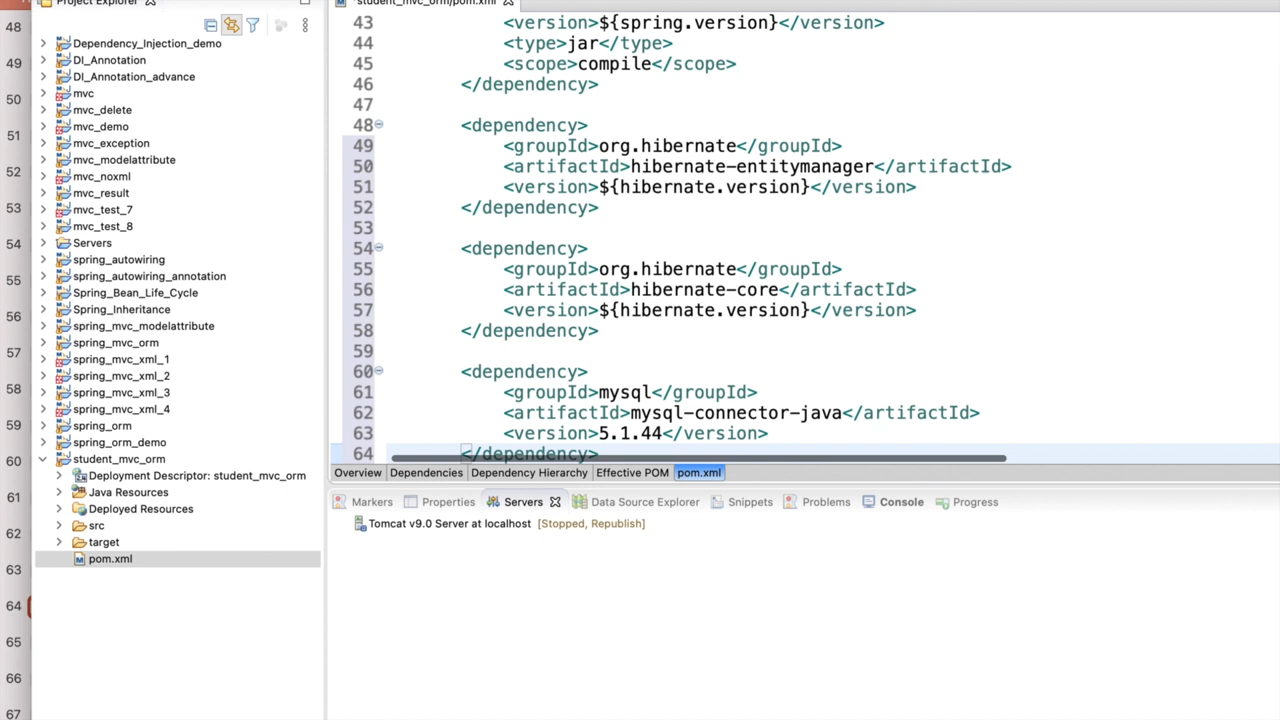 Project Explorer
Dependency_Injection_demo
DI_Annotation
DI_Annotation_advance
mvc
mvc_delete
mvc_demo
mvc_exception
mvc_modelattribute
mvc_noxml
mvc_result
mvc_test_7
mvc_test_8
Servers
spring_autowiring
spring_autowiring_annotation
Spring_Bean_Life_Cycle
Spring_Inheritance
spring_mvc_modelattribute
spring_mvc_orm
spring_mvc_xml_1
spring_mvc_xml_2
spring_mvc_xml_3
spring_mvc_xml_4
spring_orm
spring_orm_demo
student_mvc_orm
Deployment Descriptor: student_mvc_orm
Java Resources
Deployed Resources
src
target
pom.xml
48
49
50
51
52
53
54
55
56
57
58
59
60
61
62
63
64
65
66
67
*student_mvc_orm/pom.xml
43 <version>${spring.version}</version>
44 <type>jar</type>
45 <scope>compile</scope>
46 </dependency>
47
48 <dependency>
49 <groupId>org.hibernate</groupId>
50 <artifactId>hibernate-entitymanager</artifactId>
51 <version>${hibernate.version}</version>
52 </dependency>
53
54 <dependency>
55 <groupId>org.hibernate</groupId>
56 <artifactId>hibernate-core</artifactId>
57 <version>${hibernate.version}</version>
58 </dependency>
59
60 <dependency>
61 <groupId>mysql</groupId>
62 <artifactId>mysql-connector-java</artifactId>
63 <version>5.1.44</version>
64 </dependency>
Overview Dependencies Dependency Hierarchy Effective POM pom.xml
Markers Properties Servers Data Source Explorer Snippets Problems Console Progress
Tomcat v9.0 Server at localhost [Stopped, Republish]